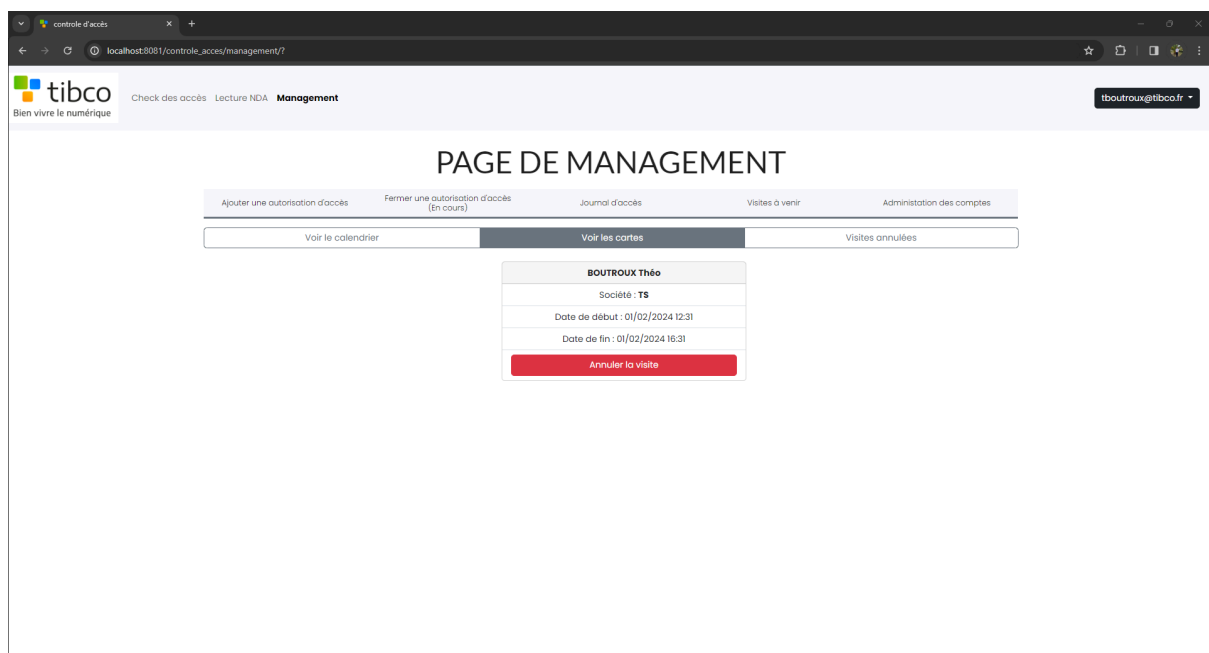 controle d'accès
localhost:8081/controle_acces/management/?
tibco
Bien vivre le numérique
Check des accès Lecture NDA Management
tboutroux@tibco.fr
PAGE DE MANAGEMENT
Ajouter une autorisation d'accès
Fermer une autorisation d'accès
(En cours)
Journal d'accès
Visites à venir
Administration des comptes
Voir le calendrier
Voir les cartes
Visites annulées
BOUTROUX Théo
Société : TS
Date de début : 01/02/2024 12:31
Date de fin : 01/02/2024 16:31
Annuler la visite